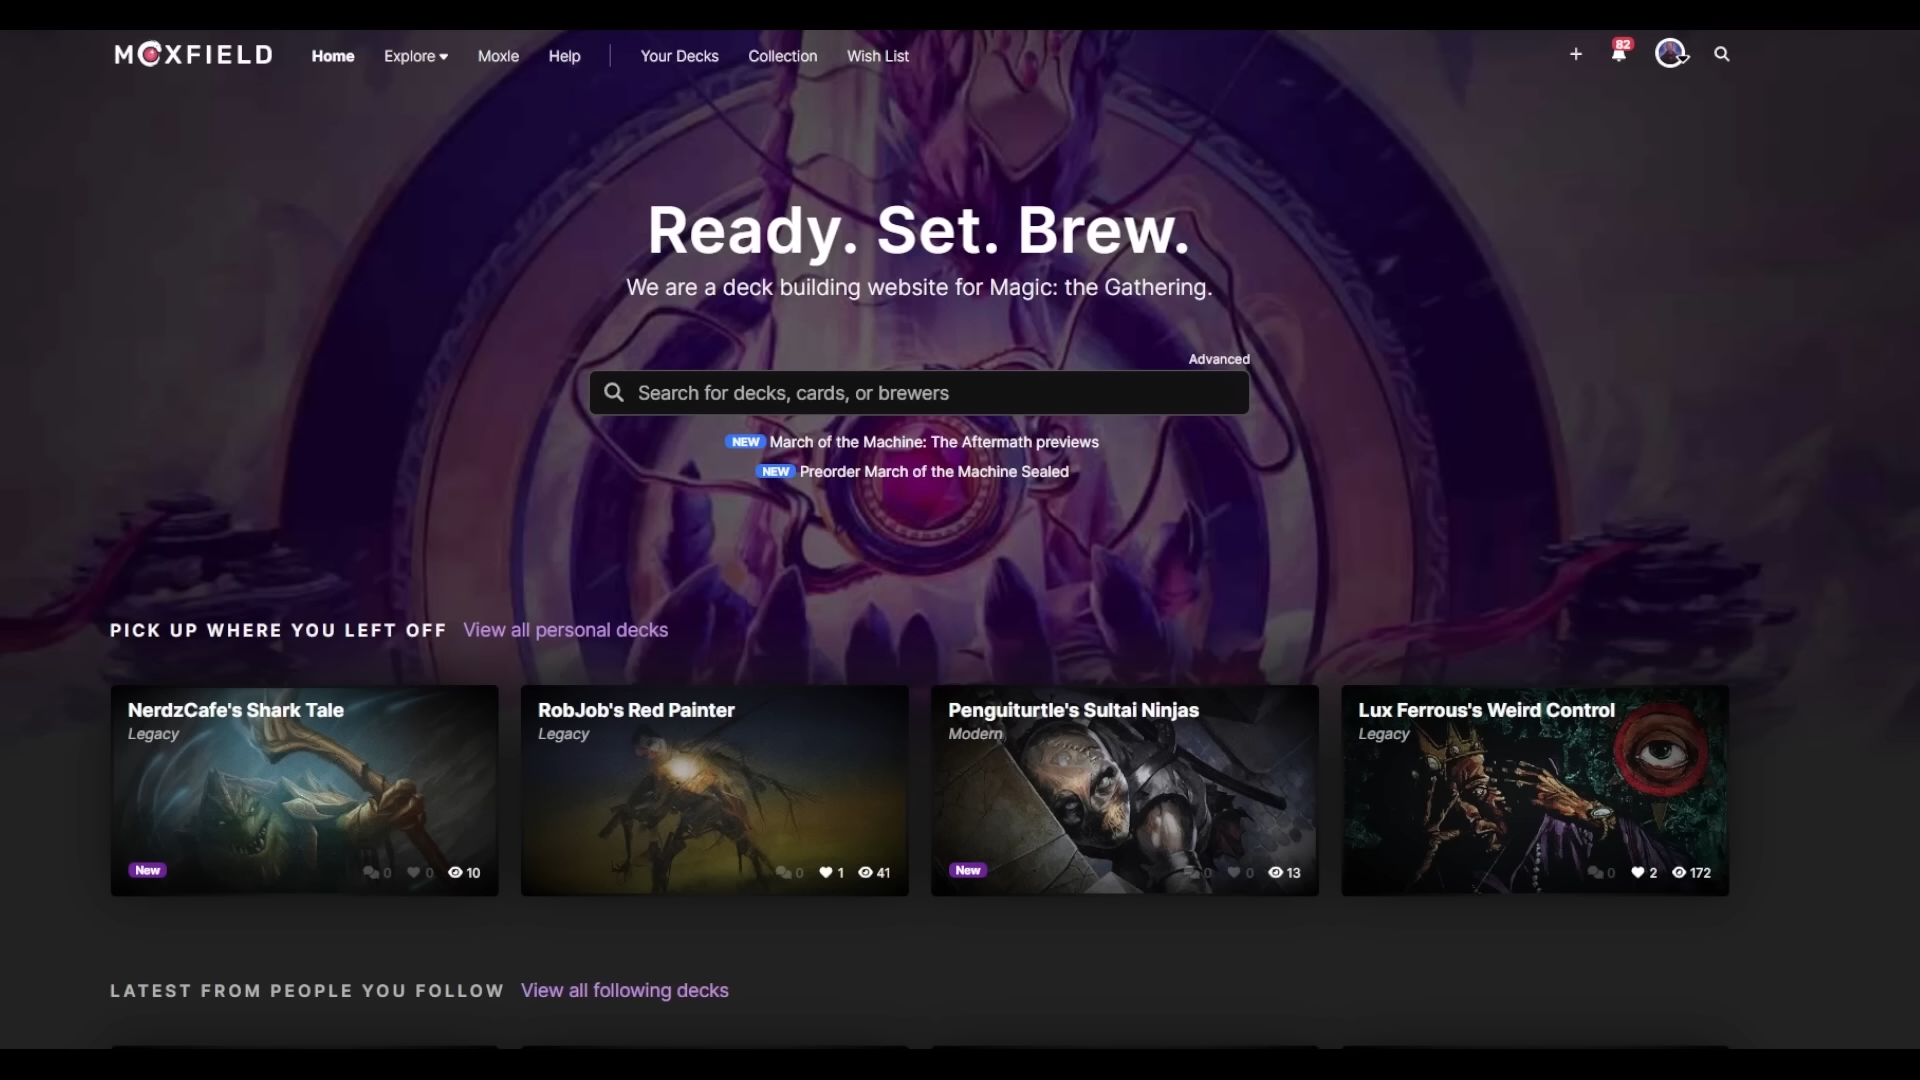 MOXFIELD Home Explore Moxle Help Your Decks Collection Wish List 82
Ready. Set. Brew.
We are a deck building website for Magic: the Gathering.
Advanced
Search for decks, cards, or brewers
NEW March of the Machine: The Aftermath previews
NEW Preorder March of the Machine Sealed
PICK UP WHERE YOU LEFT OFF View all personal decks
NerdzCafe's Shark Tale
Legacy
New 0 0 10
RobJob's Red Painter
Legacy
0 1 41
Penguiturtle's Sultai Ninjas
Modern
New 0 0 13
Lux Ferrous's Weird Control
Legacy
0 2 172
LATEST FROM PEOPLE YOU FOLLOW View all following decks